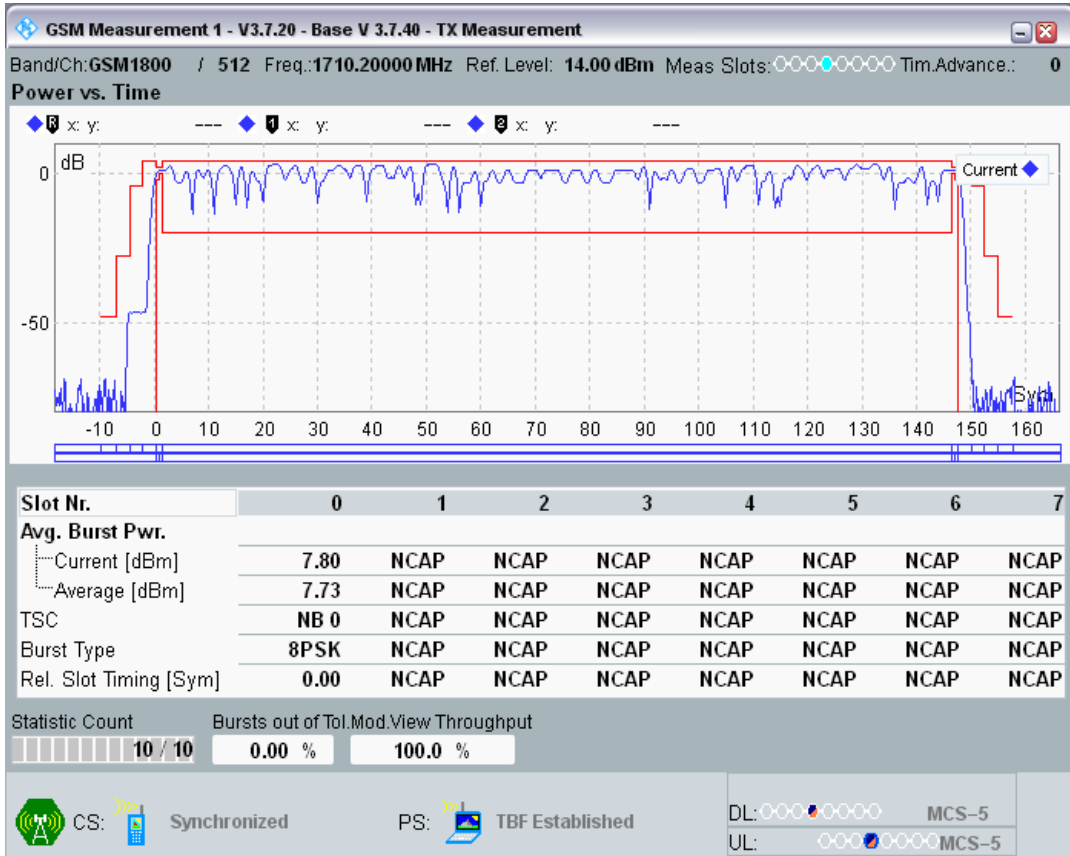 GSM Measurement 1 - V3.7.20 - Base V 3.7.40 - TX Measurement
Band/Ch:GSM1800 / 512 Freq.:1710.20000 MHz Ref. Level: 14.00 dBm Meas Slots: Tim.Advance.: 0
Power vs. Time
R x: y: --- 1 x: y: --- 2 x: y: ---
dB
Current
0
-50
Sym
-10 0 10 20 30 40 50 60 70 80 90 100 110 120 130 140 150 160
Slot Nr. 0 1 2 3 4 5 6 7
Avg. Burst Pwr.
Current [dBm] 7.80 NCAP NCAP NCAP NCAP NCAP NCAP NCAP
Average [dBm] 7.73 NCAP NCAP NCAP NCAP NCAP NCAP NCAP
TSC NB 0 NCAP NCAP NCAP NCAP NCAP NCAP NCAP
Burst Type 8PSK NCAP NCAP NCAP NCAP NCAP NCAP NCAP
Rel. Slot Timing [Sym] 0.00 NCAP NCAP NCAP NCAP NCAP NCAP NCAP
Statistic Count Bursts out of Tol.Mod.View Throughput
10 / 10 0.00 % 100.0 %
CS: Synchronized PS: TBF Established DL: MCS-5
UL: MCS-5